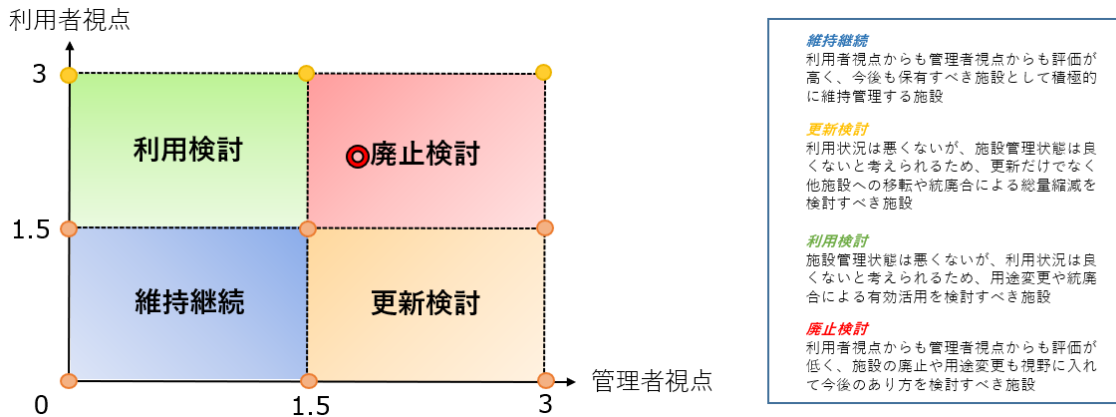 利用者視点
3
利用検討
廃止検討
1.5
維持継続
更新検討
管理者視点
0
1.5
3
維持継続
利用者視点からも管理者視点からも評価が
高く、今後も保有すべき施設として積極的
に維持管理する施設
更新検討
利用状況は悪くないが、施設管理状態は良
くないと考えられるため、更新だけでなく
他施設への移転や統廃合による総量縮減を
検討すべき施設
利用検討
施設管理状態は悪くないが、利用状況は良
くないと考えられるため、用途変更や統廃
合による有効活用を検討すべき施設
廃止検討
利用者視点からも管理者視点からも評価が
低く、施設の廃止や用途変更も視野に入れ
て今後のあり方を検討すべき施設